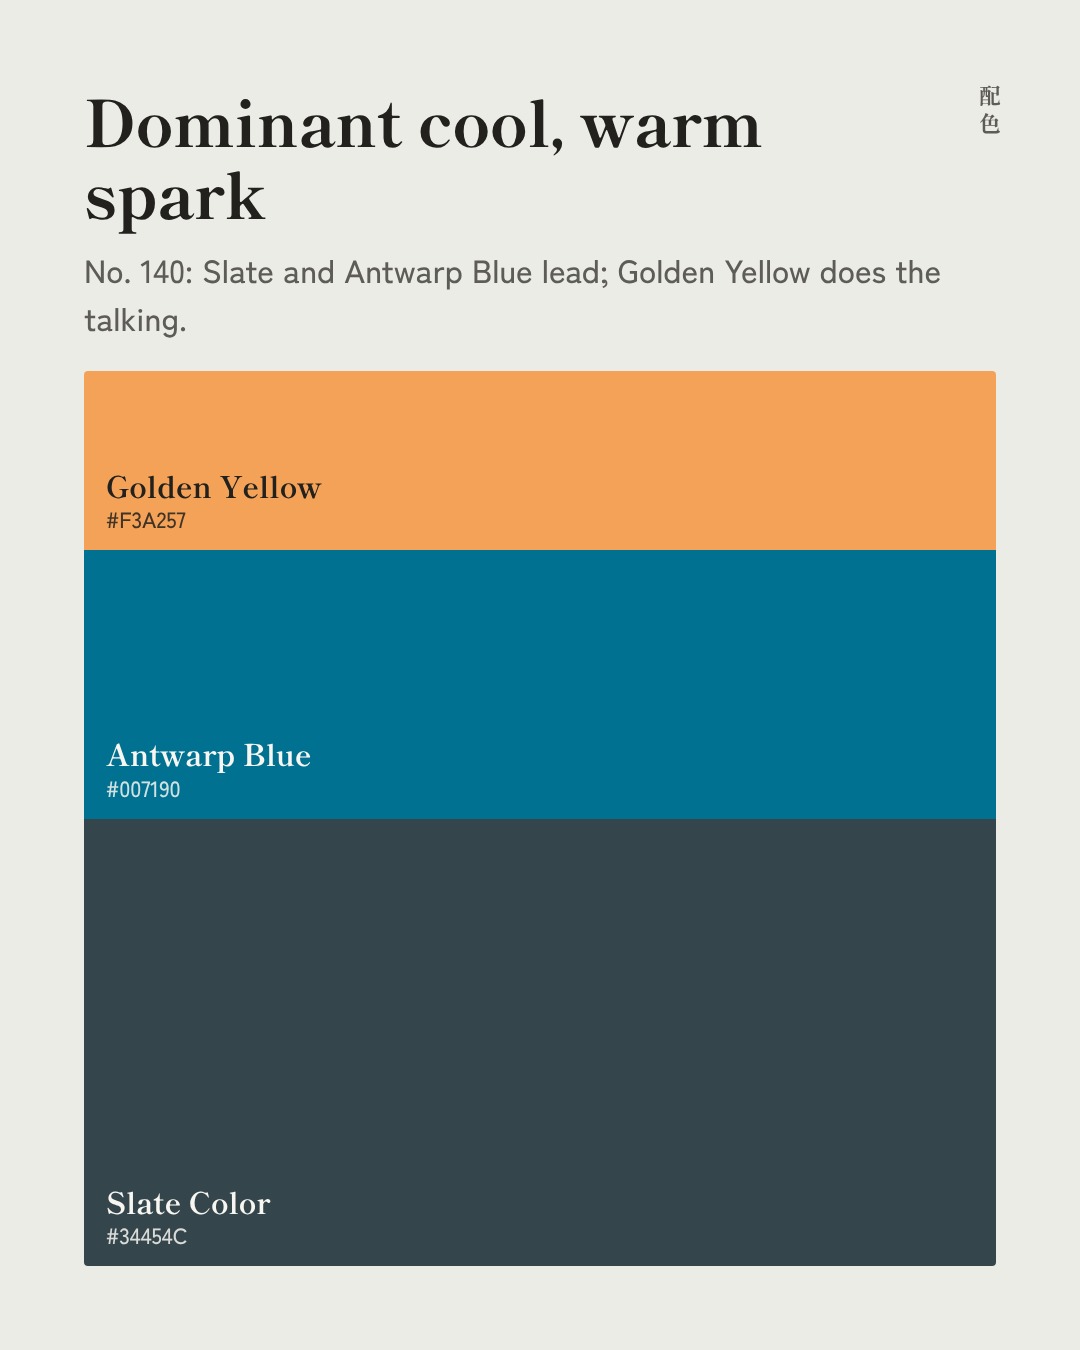 Dominant cool, warm
spark
配色
No. 140: Slate and Antwarp Blue lead; Golden Yellow does the
talking.
Golden Yellow
#F3A257
Antwarp Blue
#007190
Slate Color
#34454C